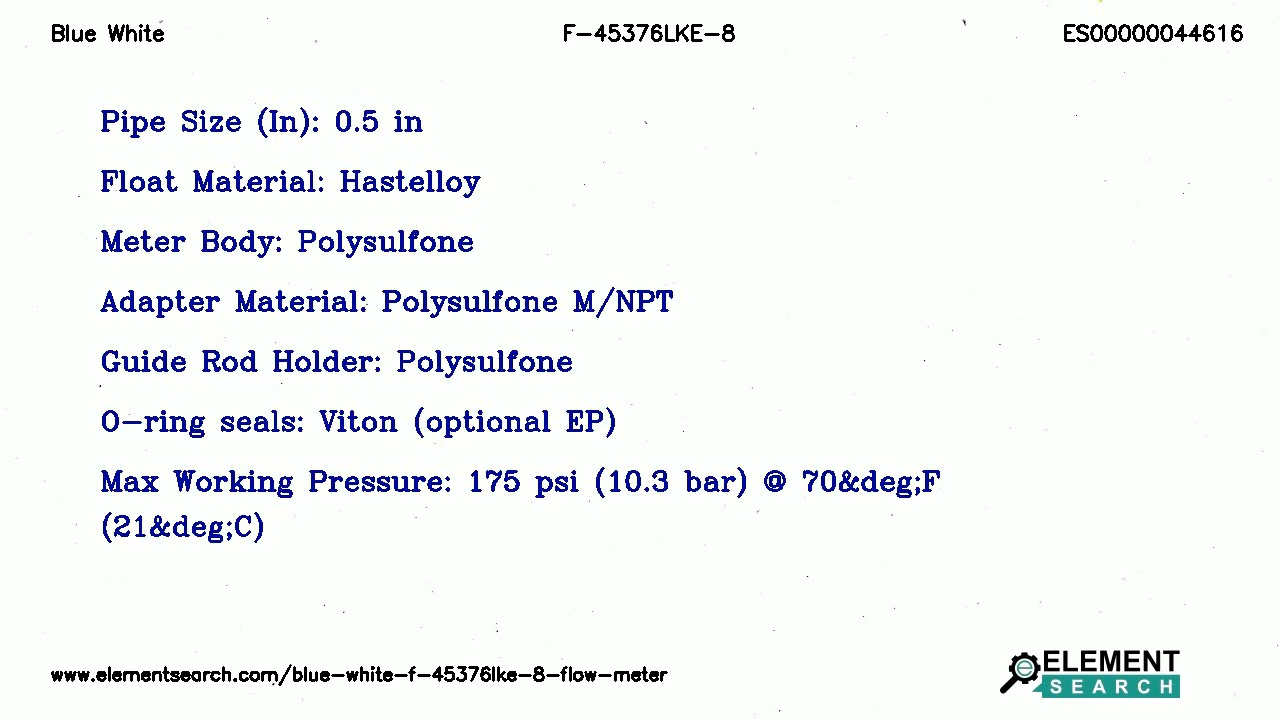 Blue White F-45376LKE-8 ES00000044616
Pipe Size (In): 0.5 in
Float Material: Hastelloy
Meter Body: Polysulfone
Adapter Material: Polysulfone M/NPT
Guide Rod Holder: Polysulfone
O-ring seals: Viton (optional EP)
Max Working Pressure: 175 psi (10.3 bar) @ 70&deg;F
(21&deg;C)
www.elementsearch.com/blue-white-f-45376lke-8-flow-meter
ELEMENT
SEARCH